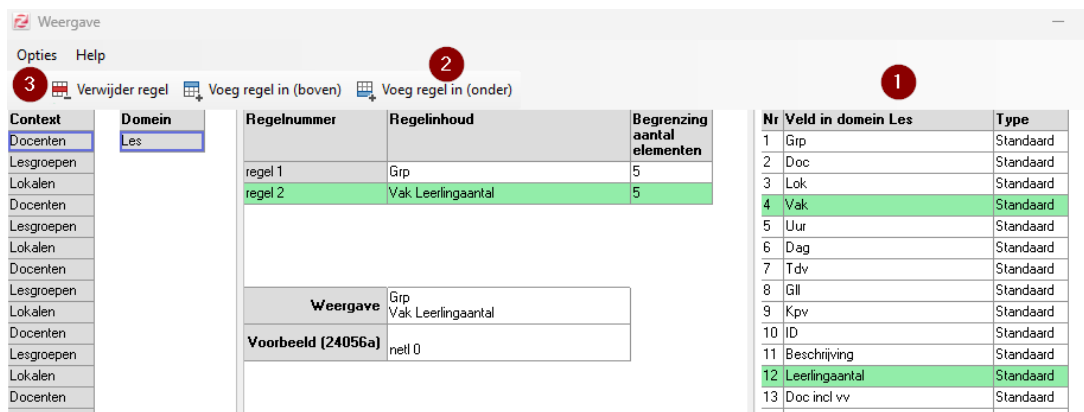 Weergave
Opties Help
2
3 Verwijder regel Voeg regel in (boven) Voeg regel in (onder)
1
Context
Docenten
Lesgroepen
Lokalen
Docenten
Lesgroepen
Lokalen
Docenten
Lesgroepen
Lokalen
Docenten
Lesgroepen
Lokalen
Docenten
Domein
Les
Regelnummer Regelinhoud Begrenzing
aantal
elementen
regel 1 Grp 5
regel 2 Vak Leerlingaantal 5
Weergave Grp
Vak Leerlingaantal
Voorbeeld (24056a) netl 0
Nr Veld in domein Les Type
1 Grp Standaard
2 Doc Standaard
3 Lok Standaard
4 Vak Standaard
5 Uur Standaard
6 Dag Standaard
7 Tdv Standaard
8 Gll Standaard
9 Kpv Standaard
10 ID Standaard
11 Beschrijving Standaard
12 Leerlingaantal Standaard
13 Doc incl vv Standaard